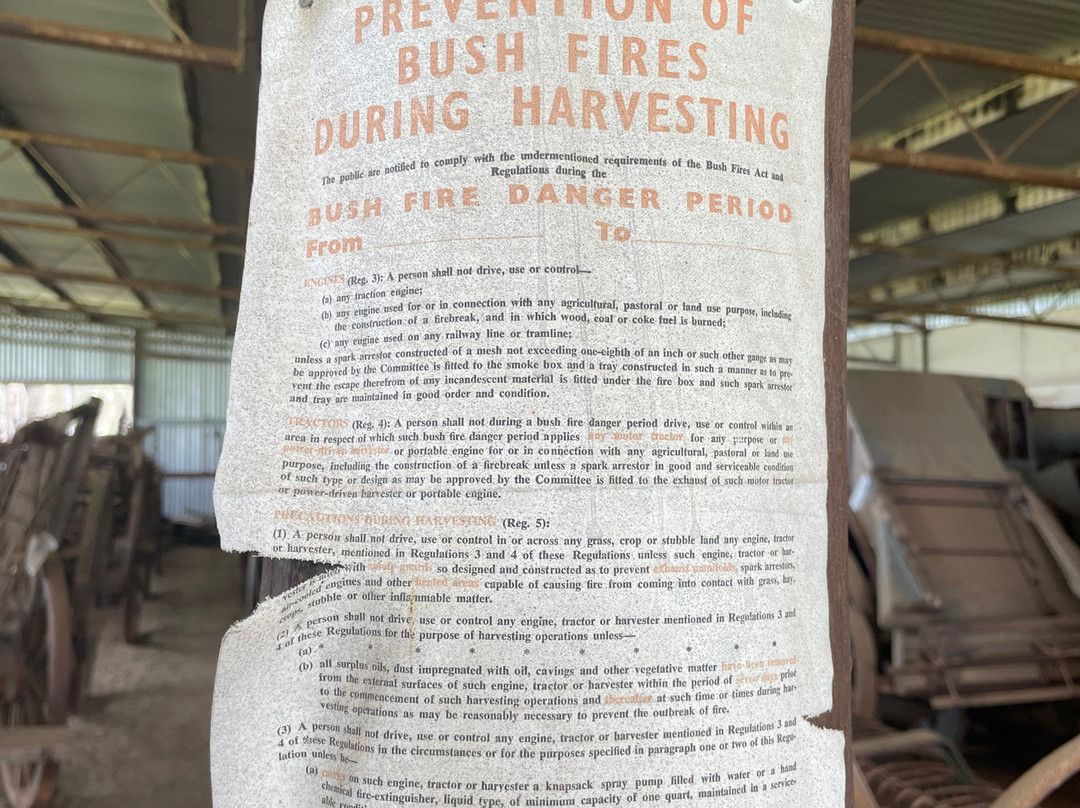 PREVENTION OF
BUSH FIRES
DURING HARVESTING
The public are notified to comply with the undermentioned requirements of the Bush Fires Act and
Regulations during the
BUSH FIRE DANGER PERIOD
From To
ENGINES (Reg. 3): A person shall not drive, use or control—
(a) any traction engine;
(b) any engine used for or in connection with any agricultural, pastoral or land use purpose, including
the construction of a firebreak, and in which wood, coal or coke fuel is burned;
(c) any engine used on any railway line or tramline;
unless a spark arrestor constructed of a mesh not exceeding one-eighth of an inch or such other gauge as may
be approved by the Committee is fitted to the smoke box and a tray constructed in such a manner as to pre-
vent the escape therefrom of any incandescent material is fitted under the fire box and such spark arrestor
and tray are maintained in good order and condition.
TRACTORS (Reg. 4): A person shall not during a bush fire danger period drive, use or control within an
area in respect of which such bush fire danger period applies any motor tractor for any purpose or any
power-driven harvester or portable engine for or in connection with any agricultural, pastoral or land use
purpose, including the construction of a firebreak unless a spark arrestor in good and serviceable condition
of such type or design as may be approved by the Committee is fitted to the exhaust of such motor tractor
or power-driven harvester or portable engine.
PRECAUTIONS DURING HARVESTING (Reg. 5):
(1) A person shall not drive, use or control in or across any grass, crop or stubble land any engine, tractor
or harvester, mentioned in Regulations 3 and 4 of these Regulations unless such engine, tractor or har-
vester is with safety guards so designed and constructed as to prevent exhaust manifolds, spark arrestors,
air-cooled engines and other heated areas capable of causing fire from coming into contact with grass, hay,
crops, stubble or other inflammable matter.
(2) A person shall not drive, use or control any engine, tractor or harvester mentioned in Regulations 3 and
4 of these Regulations for the purpose of harvesting operations unless—
(a) * * * * * * * * *
(b) all surplus oils, dust impregnated with oil, cavings and other vegetative matter have been removed
from the external surfaces of such engine, tractor or harvester within the period of seven days prior
to the commencement of such harvesting operations and thereafter at such time or times during har-
vesting operations as may be reasonably necessary to prevent the outbreak of fire.
(3) A person shall not drive, use or control any engine, tractor or harvester mentioned in Regulations 3 and
4 of these Regulations in the circumstances or for the purposes specified in paragraph one or two of this Regu-
lation unless he—
(a) carries on such engine, tractor or harvester a knapsack spray pump filled with water or a hand
chemical fire-extinguisher, liquid type, of minimum capacity of one quart, maintained in a service-
able